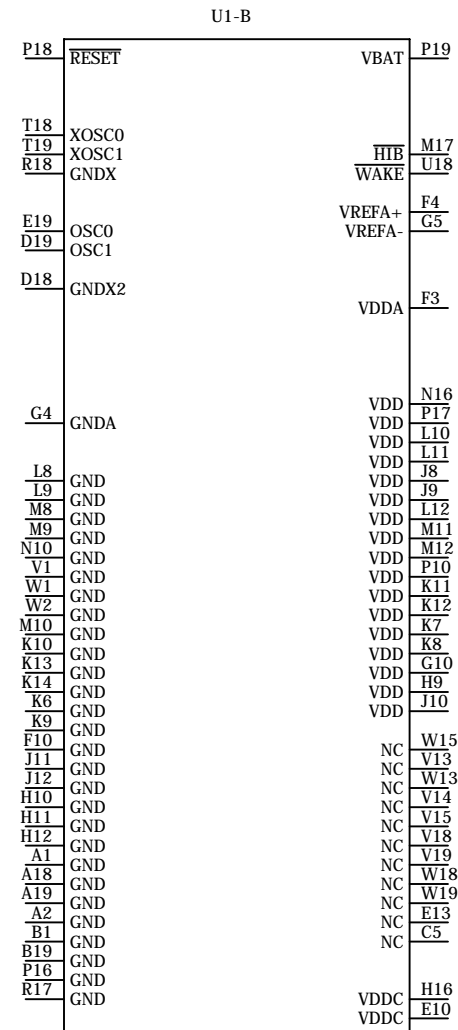 U1-B
P18 RESET VBAT P19
T18 XOSC0
T19 XOSC1 HIB M17
R18 GNDX WAKE U18
VREFA+ F4
E19 OSC0 VREFA- G5
D19 OSC1
D18 GNDX2
VDDA F3
VDD N16
G4 GNDA VDD P17
VDD L10
VDD L11
L8 GND VDD J8
L9 GND VDD J9
M8 GND VDD L12
M9 GND VDD M11
N10 GND VDD M12
V1 GND VDD P10
W1 GND VDD K11
W2 GND VDD K12
M10 GND VDD K7
K10 GND VDD K8
K13 GND VDD G10
K14 GND VDD H9
K6 GND VDD J10
K9 GND
F10 GND NC W15
J11 GND NC V13
J12 GND NC W13
H10 GND NC V14
H11 GND NC V15
H12 GND NC V18
A1 GND NC V19
A18 GND NC W18
A19 GND NC W19
A2 GND NC E13
B1 GND NC C5
B19 GND
P16 GND
R17 GND VDDC H16
VDDC E10